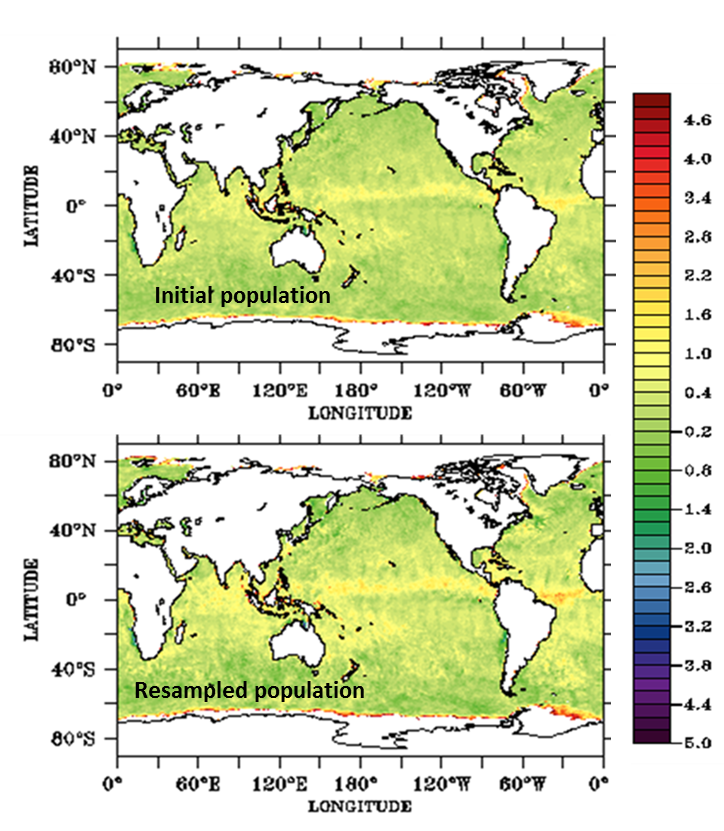 80°N
40°N
0°
40°S
80°S
LATITUDE
Initial population
0° 60°E 120°E 180° 120°W 60°W 0°
LONGITUDE
80°N
40°N
0°
40°S
80°S
LATITUDE
Resampled population
0° 60°E 120°E 180° 120°W 60°W 0°
LONGITUDE
4.6
4.0
3.4
2.8
2.2
1.6
1.0
0.4
-0.2
-0.8
-1.4
-2.0
-2.6
-3.2
-3.8
-4.4
-5.0